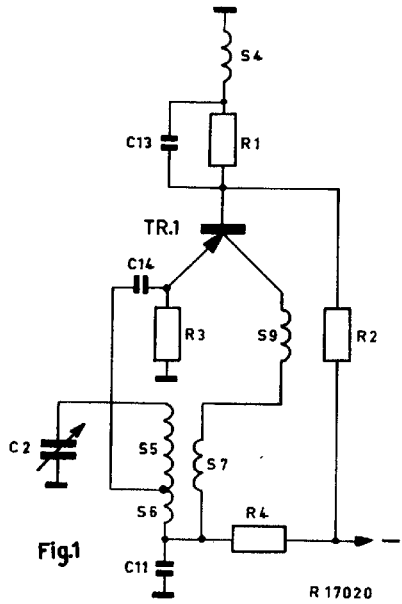 S4
C13
R1
TR.1
C14
R3
S9
R2
C2
S5
S7
S6
R4
Fig.1
C11
–
R 17020